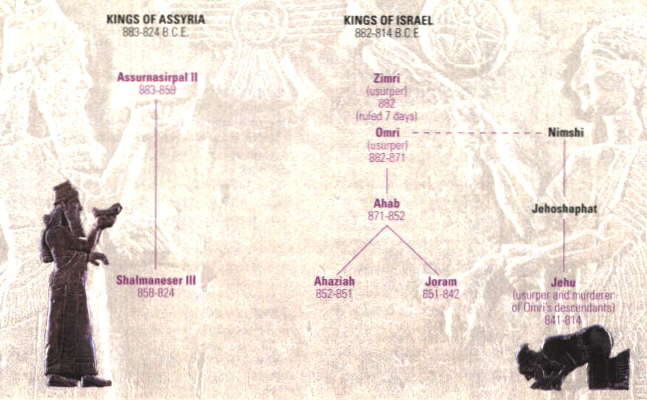 KINGS OF ASSYRIA
883-824 B.C.E.
KINGS OF ISRAEL
882-814 B.C.E.
Assurnasirpal II
883-859
Zimri
(usurper)
882
(ruled 7 days)
Omri
(usurper)
882-871
Nimshi
Ahab
871-852
Jehoshaphat
Shalmaneser III
858-824
Ahaziah
852-851
Joram
851-842
Jehu
(usurper and murderer
of Omri's descendants)
841-814